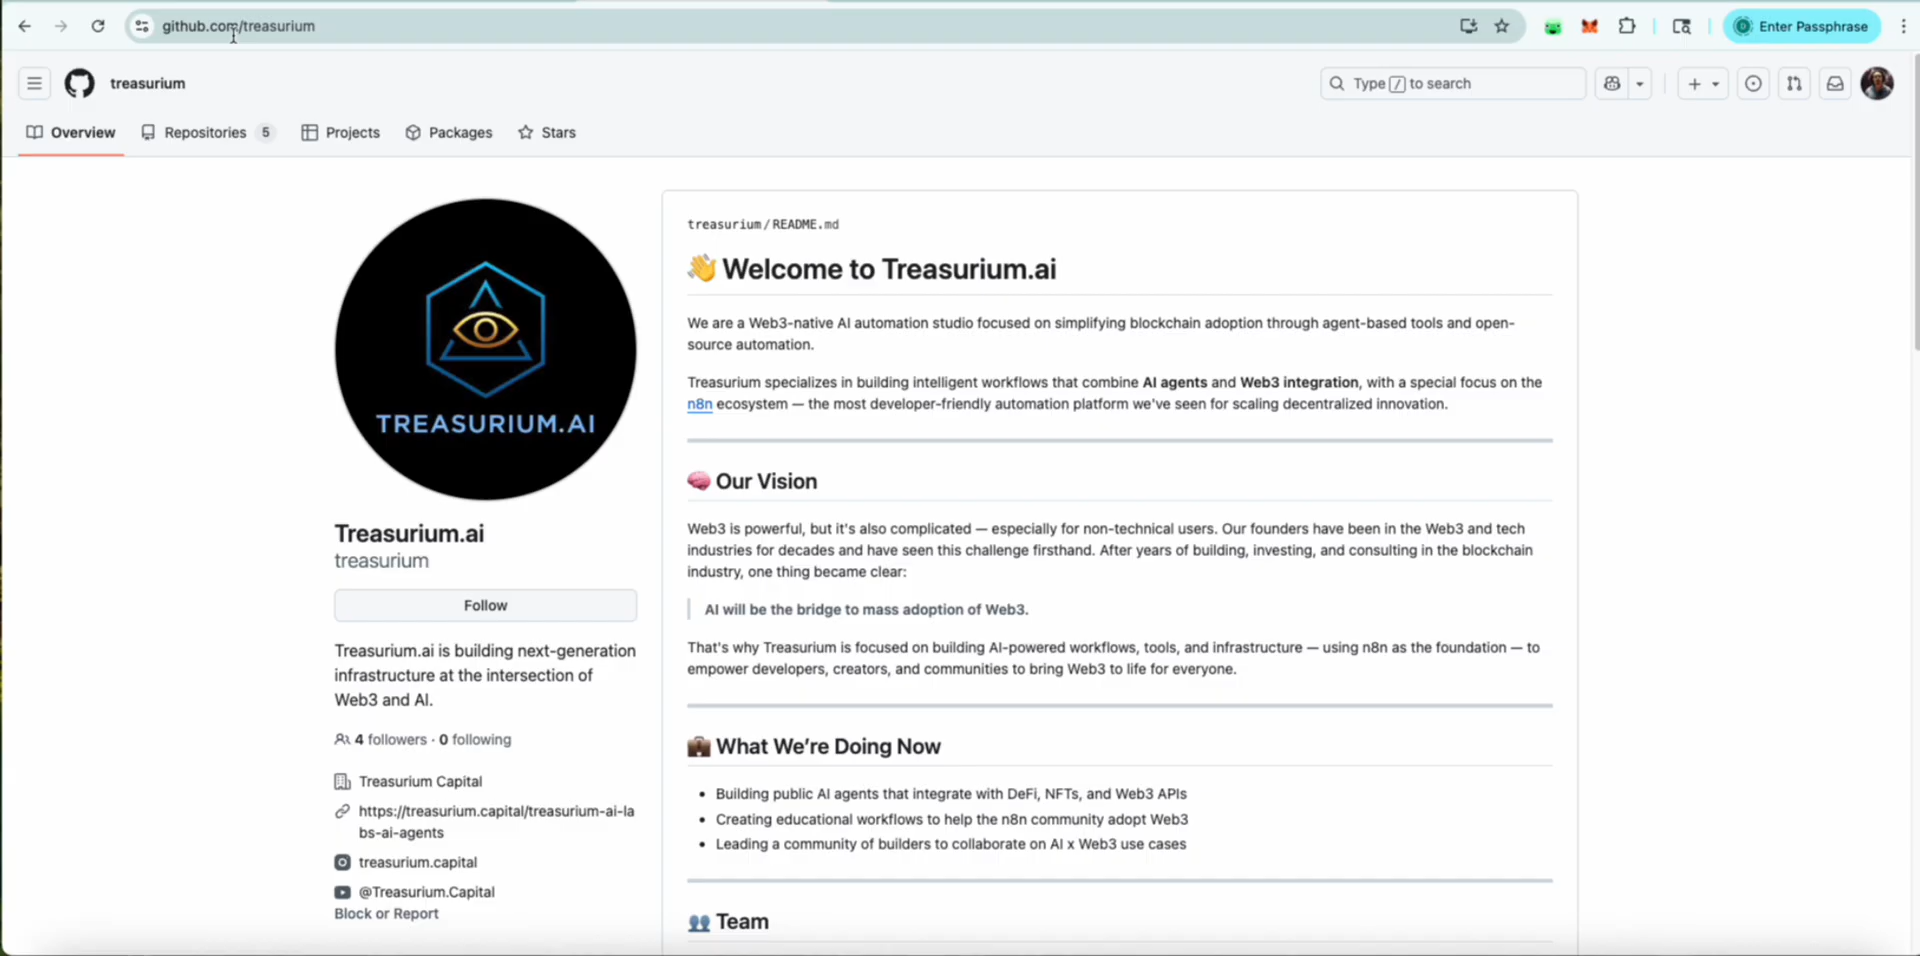 github.com/treasurium
Enter Passphrase
treasurium
Type / to search
Overview
Repositories 5
Projects
Packages
Stars
TREASURIUM.AI
Treasurium.ai
treasurium
Follow
Treasurium.ai is building next-generation
infrastructure at the intersection of
Web3 and AI.
4 followers · 0 following
Treasurium Capital
https://treasurium.capital/treasurium-ai-la
bs-ai-agents
treasurium.capital
@Treasurium.Capital
Block or Report
treasurium/README.md
👋 Welcome to Treasurium.ai
We are a Web3-native AI automation studio focused on simplifying blockchain adoption through agent-based tools and open-
source automation.
Treasurium specializes in building intelligent workflows that combine AI agents and Web3 integration, with a special focus on the
n8n ecosystem — the most developer-friendly automation platform we've seen for scaling decentralized innovation.
🧠 Our Vision
Web3 is powerful, but it's also complicated — especially for non-technical users. Our founders have been in the Web3 and tech
industries for decades and have seen this challenge firsthand. After years of building, investing, and consulting in the blockchain
industry, one thing became clear:
AI will be the bridge to mass adoption of Web3.
That's why Treasurium is focused on building AI-powered workflows, tools, and infrastructure — using n8n as the foundation — to
empower developers, creators, and communities to bring Web3 to life for everyone.
💼 What We're Doing Now
• Building public AI agents that integrate with DeFi, NFTs, and Web3 APIs
• Creating educational workflows to help the n8n community adopt Web3
• Leading a community of builders to collaborate on AI x Web3 use cases
👥 Team